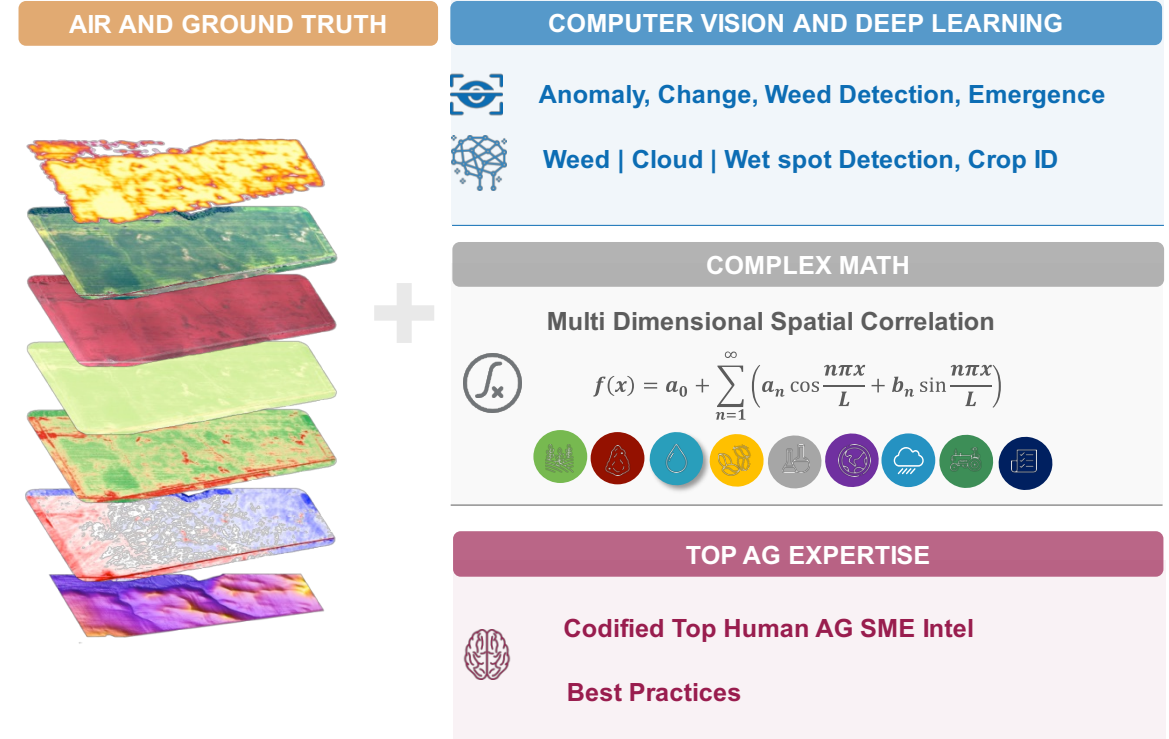 AIR AND GROUND TRUTH
COMPUTER VISION AND DEEP LEARNING
Anomaly, Change, Weed Detection, Emergence
Weed | Cloud | Wet spot Detection, Crop ID
+
COMPLEX MATH
Multi Dimensional Spatial Correlation
f(x) = a₀ + ∑_{n=1}^{∞} (aₙ cos nπx/L + bₙ sin nπx/L)
TOP AG EXPERTISE
Codified Top Human AG SME Intel
Best Practices